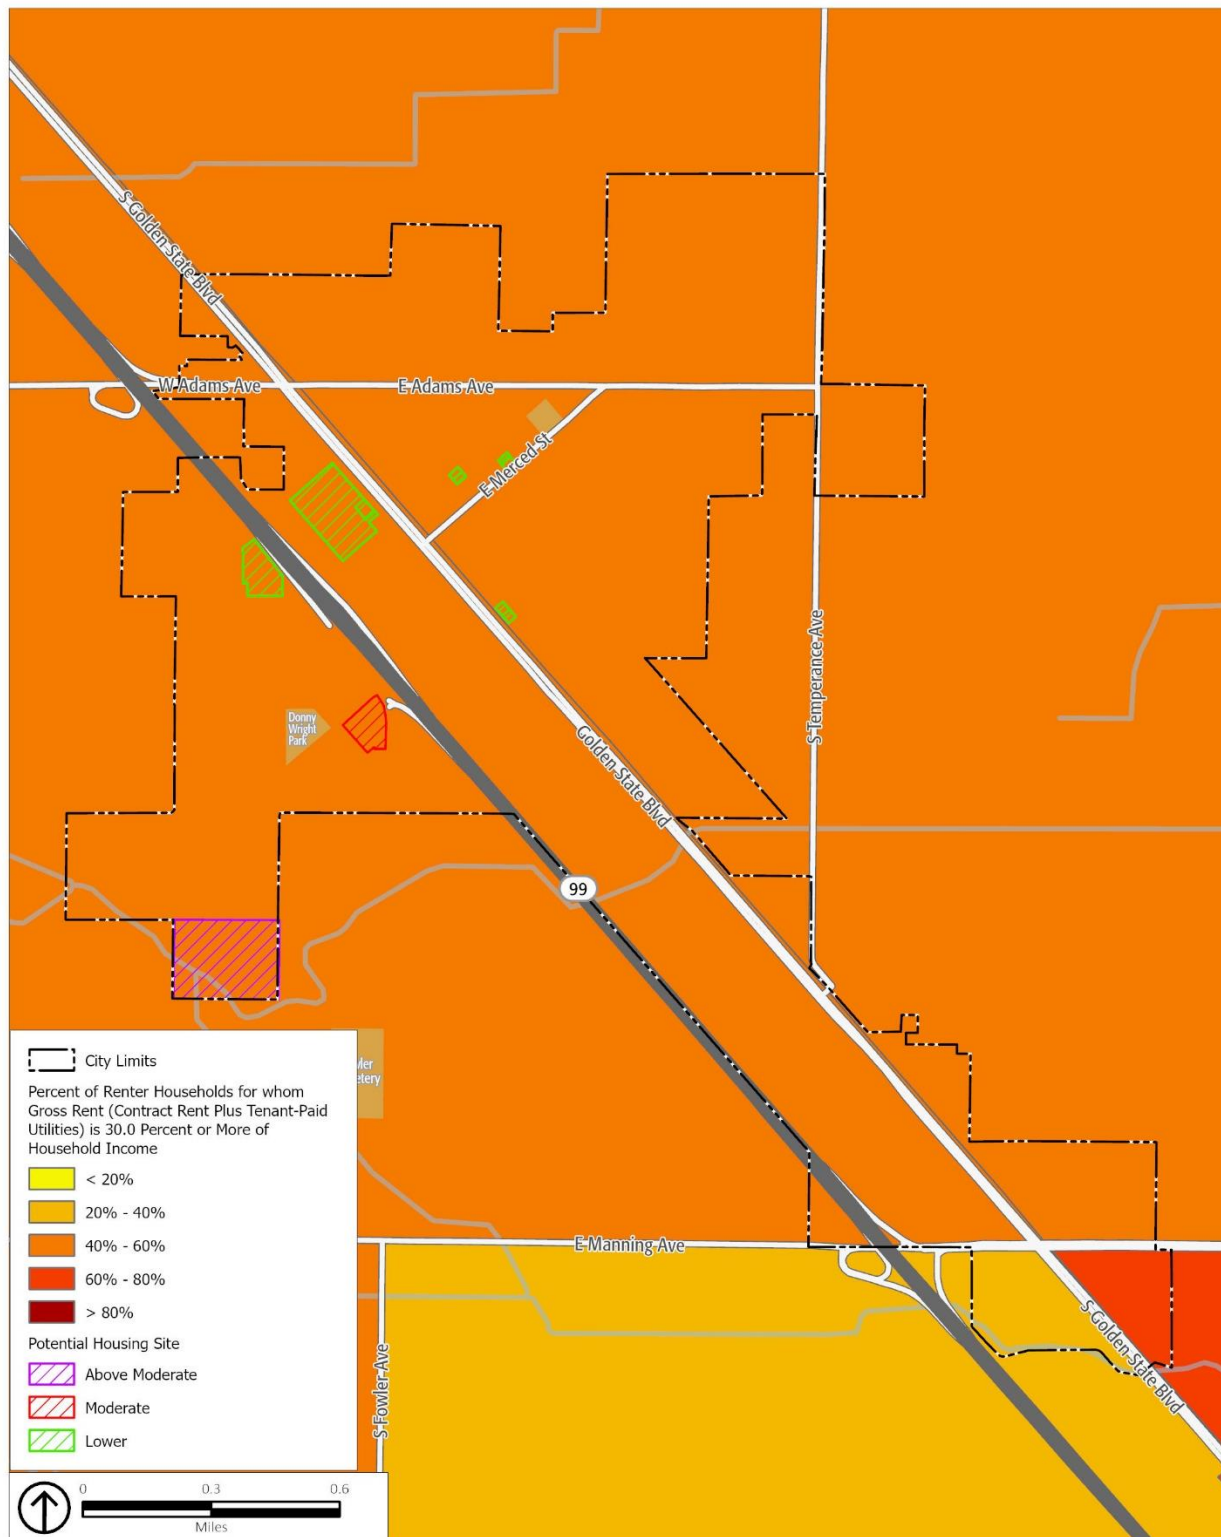 S Golden State Blvd
W Adams Ave
E Adams Ave
E Merced St
S Temperance Ave
Donny
Wright
Park
Golden State Blvd
99
E Manning Ave
S Golden State Blvd
S Fowler Ave
City Limits
Percent of Renter Households for whom
Gross Rent (Contract Rent Plus Tenant-Paid
Utilities) is 30.0 Percent or More of
Household Income
< 20%
20% - 40%
40% - 60%
60% - 80%
> 80%
Potential Housing Site
Above Moderate
Moderate
Lower
0 0.3 0.6
Miles